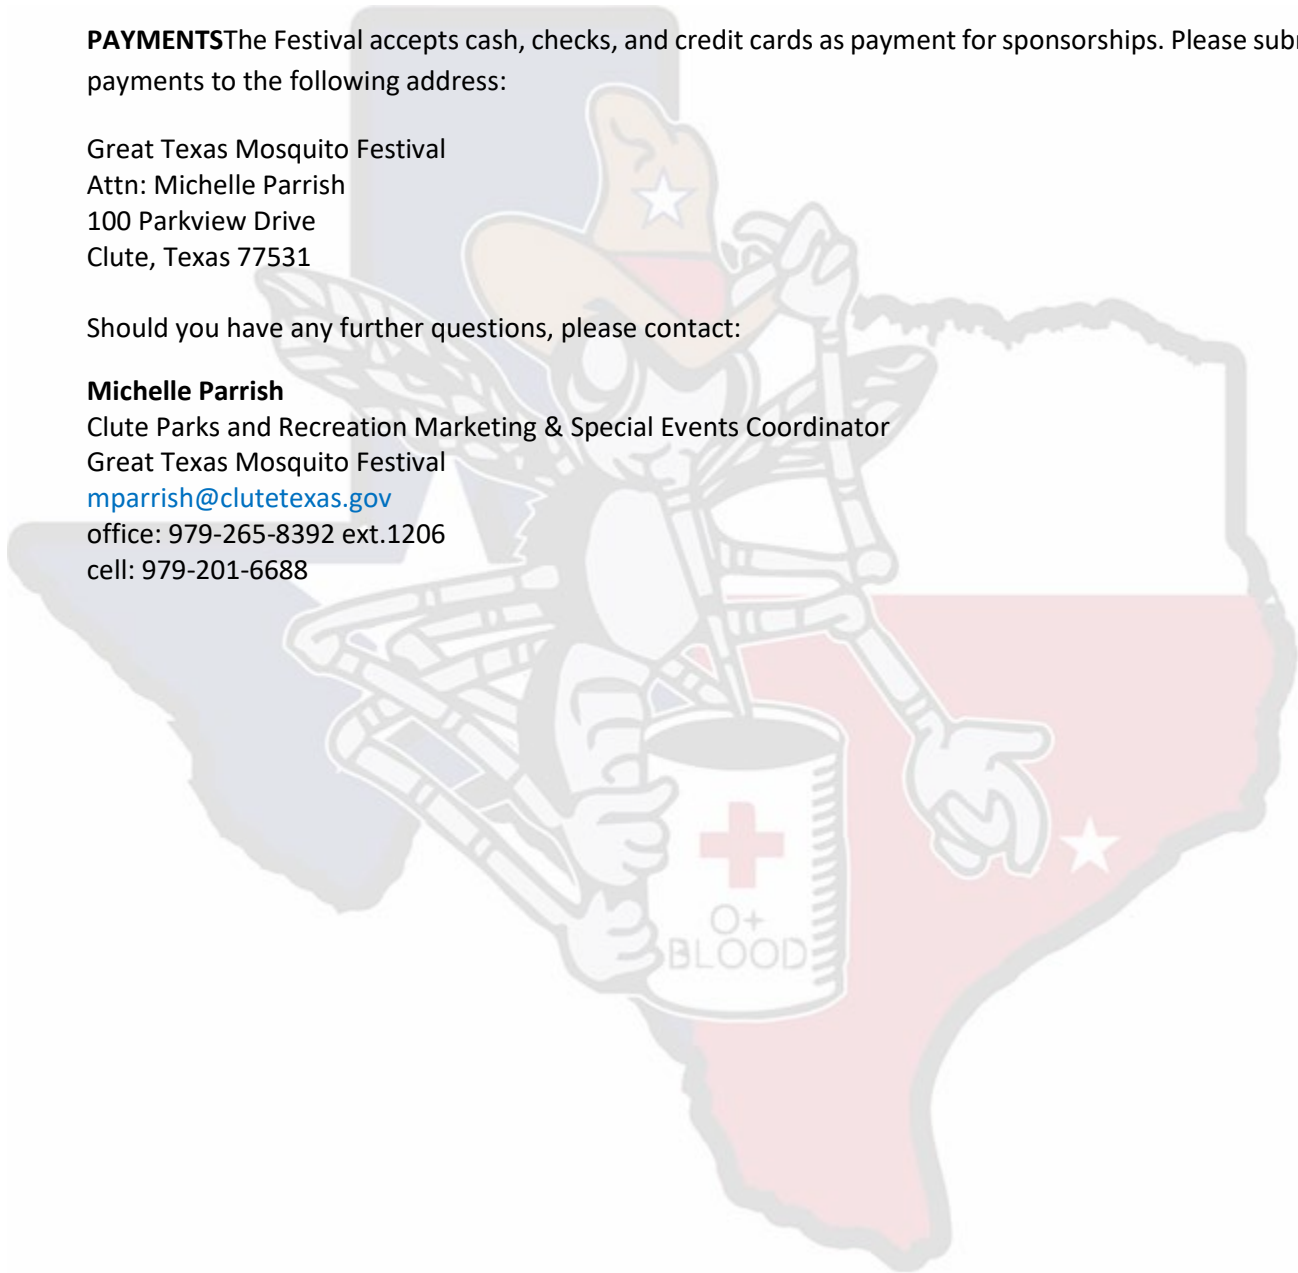 PAYMENTSThe Festival accepts cash, checks, and credit cards as payment for sponsorships. Please
payments to the following address:
Great Texas Mosquito Festival
Attn: Michelle Parrish
100 Parkview Drive
Clute, Texas 77531
Should you have any further questions, please contact:
Michelle Parrish
Clute Parks and Recreation Marketing & Special Events Coordinator
Great Texas Mosquito Festival
mparrish@clutetexas.gov
office: 979-265-8392 ext.1206
cell: 979-201-6688
O+
BLOOD